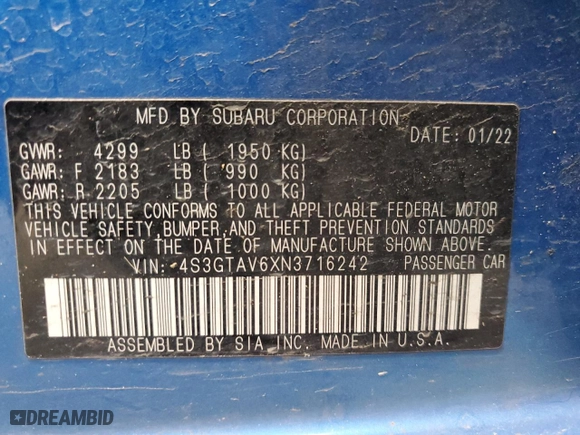 MFD BY SUBARU CORPORATION
DATE: 01/22
GVWR: 4299 LB ( 1950 KG)
GAWR: F 2183 LB ( 990 KG)
GAWR: R 2205 LB ( 1000 KG)
THIS VEHICLE CONFORMS TO ALL APPLICABLE FEDERAL MOTOR
VEHICLE SAFETY, BUMPER, AND THEFT PREVENTION STANDARDS
IN EFFECT ON THE DATE OF MANUFACTURE SHOWN ABOVE.
VIN: 4S3GTAV6XN3716242 PASSENGER CAR
ASSEMBLED BY SIA, INC. MADE IN U.S.A.
DREAMBID